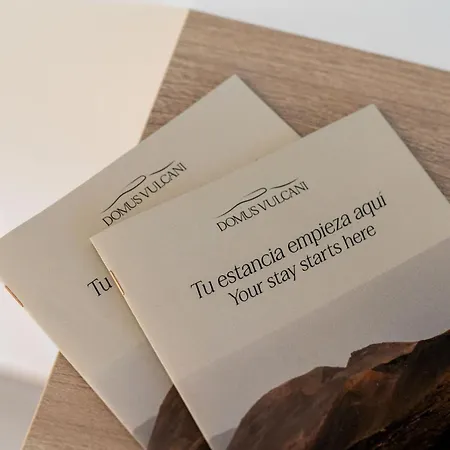 DOMUS VULCANI
Tu
DOMUS VULCANI
Tu estancia empieza aquí
Your stay starts here